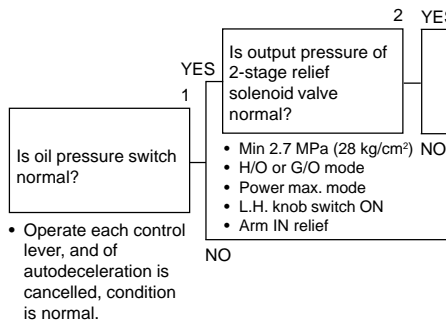 1
Is oil pressure switch
normal?
• Operate each control
lever, and of
autodeceleration is
cancelled, condition
is normal.
YES
NO
2
Is output pressure of
2-stage relief
solenoid valve
normal?
• Min 2.7 MPa (28 kg/cm²)
• H/O or G/O mode
• Power max. mode
• L.H. knob switch ON
• Arm IN relief
YES
NO